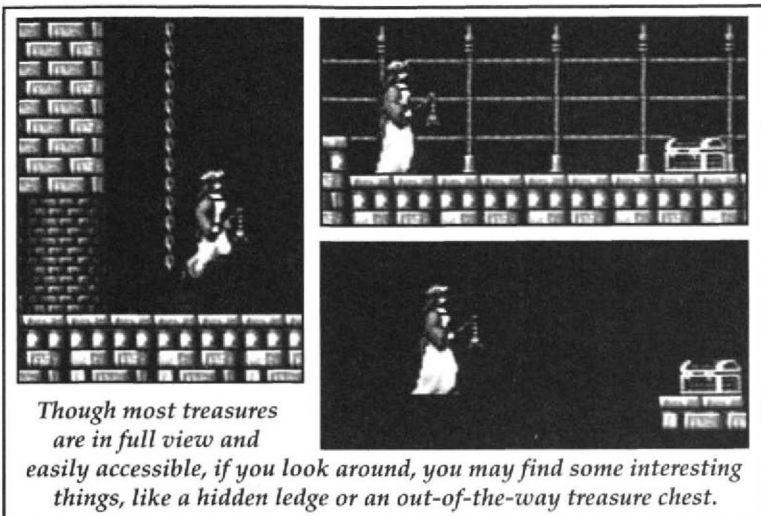 Though most treasures
are in full view and
easily accessible, if you look around, you may find some interesting
things, like a hidden ledge or an out-of-the-way treasure chest.